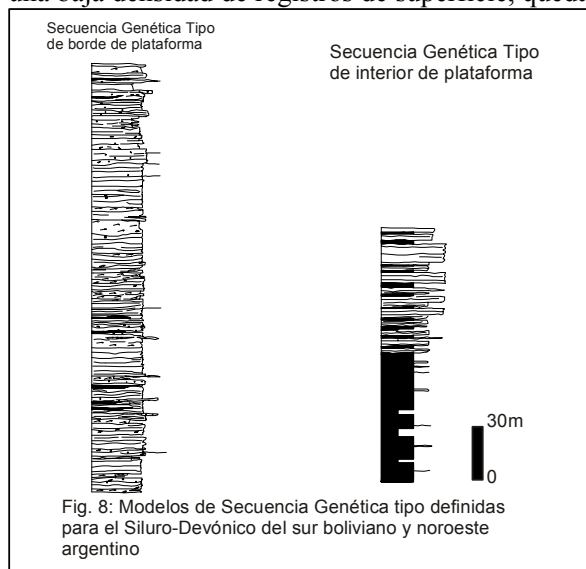 una baja densidad de registros de superficie, queda
Secuencia Genética Tipo
de borde de plataforma
Secuencia Genética Tipo
de interior de plataforma
30m
0
Fig. 8: Modelos de Secuencia Genética tipo definidas
para el Siluro-Devónico del sur boliviano y noroeste
argentino